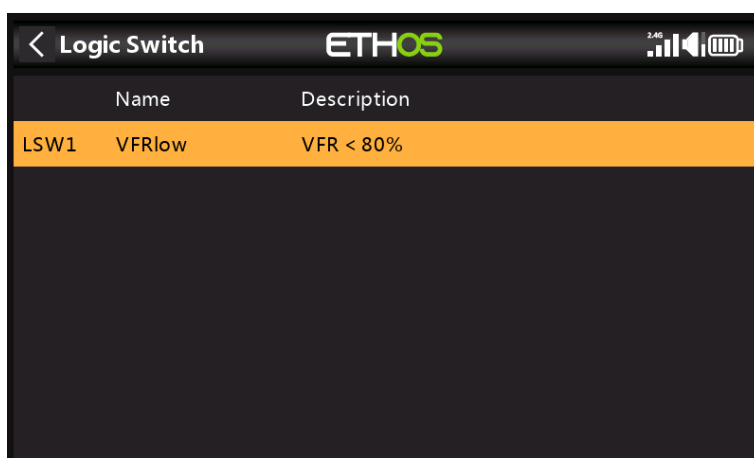 Logic Switch ETHOS 2.4G
Name Description
LSW1 VFRlow VFR < 80%